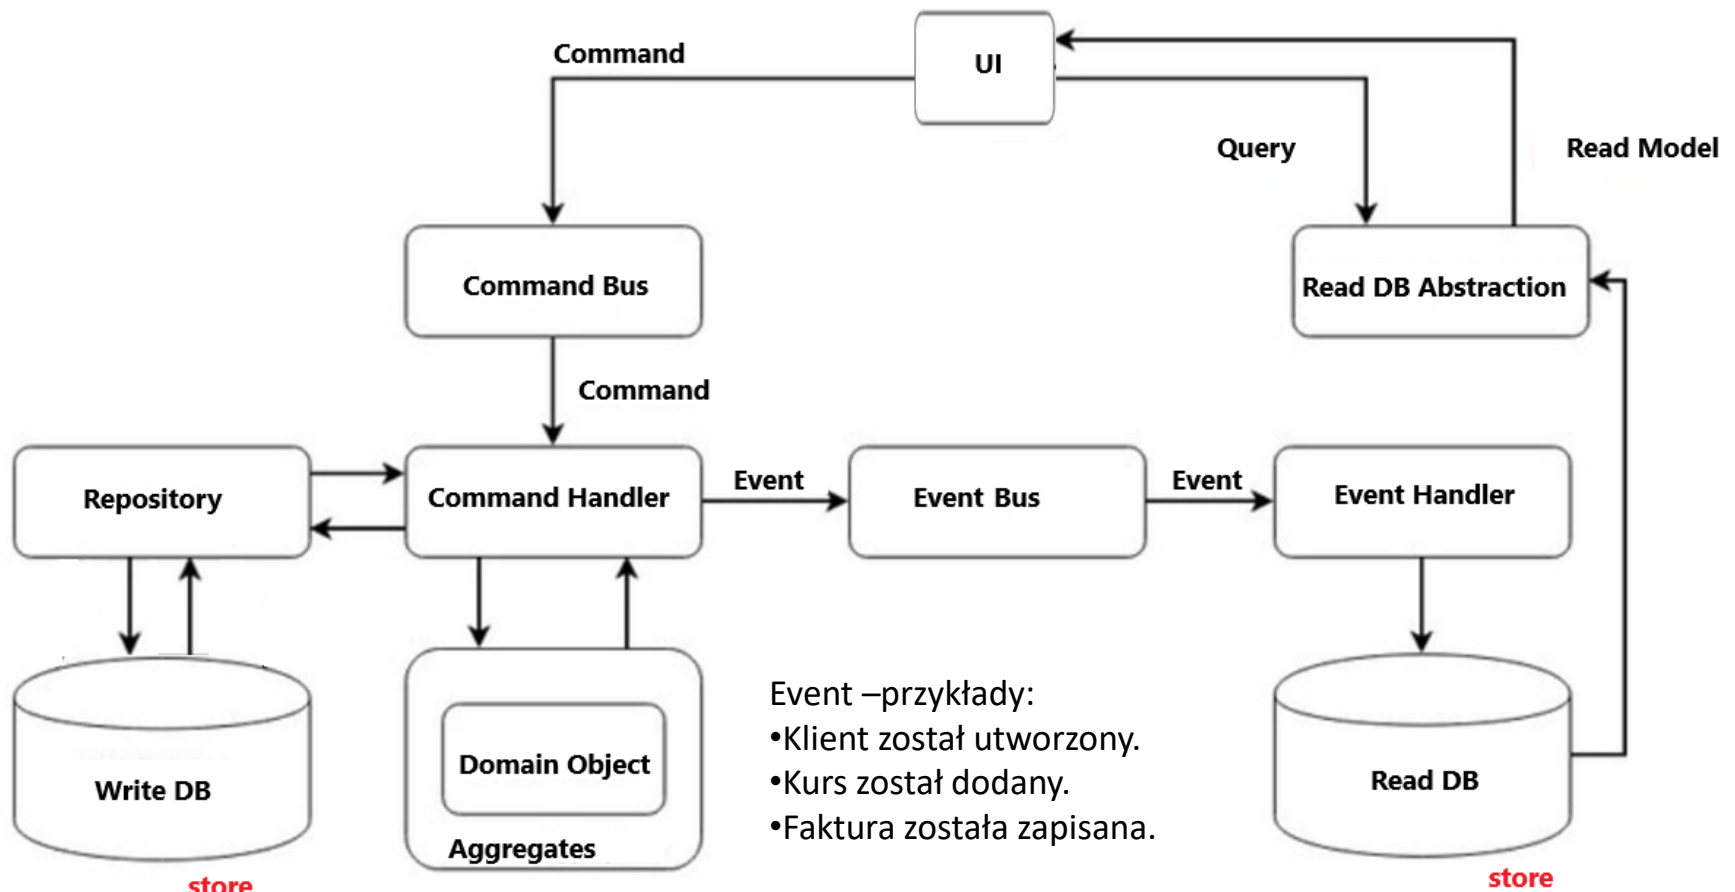 UI
Command
Query
Read Model
Command Bus
Read DB Abstraction
Command
Repository
Command Handler
Event
Event Bus
Event
Event Handler
Event –przykłady:
•Klient został utworzony.
•Kurs został dodany.
•Faktura została zapisana.
Domain Object
Aggregates
Write DB
Read DB
store
store